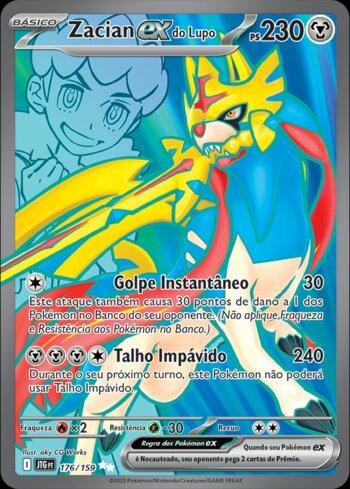 BÁSICO
Zacian ex do Lupo PS 230
Golpe Instantâneo 30
Este ataque também causa 30 pontos de dano a 1 dos
Pokémon no Banco do seu oponente. (Não aplique Fraqueza
e Resistência aos Pokémon no Banco.)
Talho Impávido 240
Durante o seu próximo turno, este Pokémon não poderá
usar Talho Impávido.
Fraqueza × 2 Resistência -30 Recuo
Regra dos Pokémon ex
Quando seu Pokémon ex
é Nocauteado, seu oponente pega 2 cartas de Prêmio.
Ilust. aky CG Works
I JTG PT 176/159
©2025 Pokémon/Nintendo/Creatures/GAME FREAK